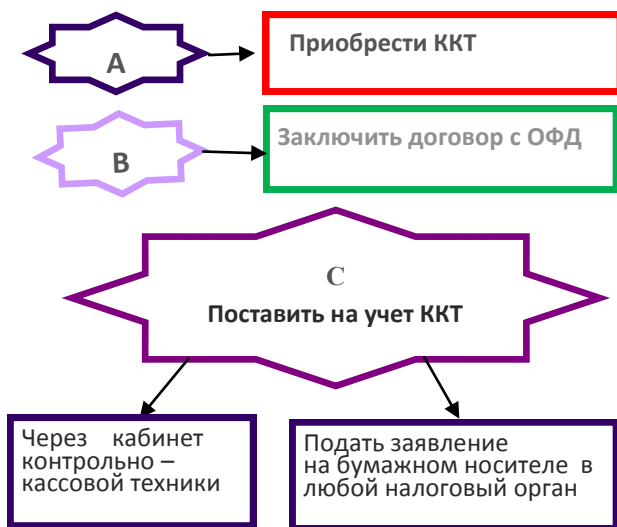 А
Приобрести ККТ
В
Заключить договор с ОФД
С
Поставить на учет ККТ
Через кабинет
контрольно –
кассовой техники
Подать заявление
на бумажном носителе в
любой налоговый орган